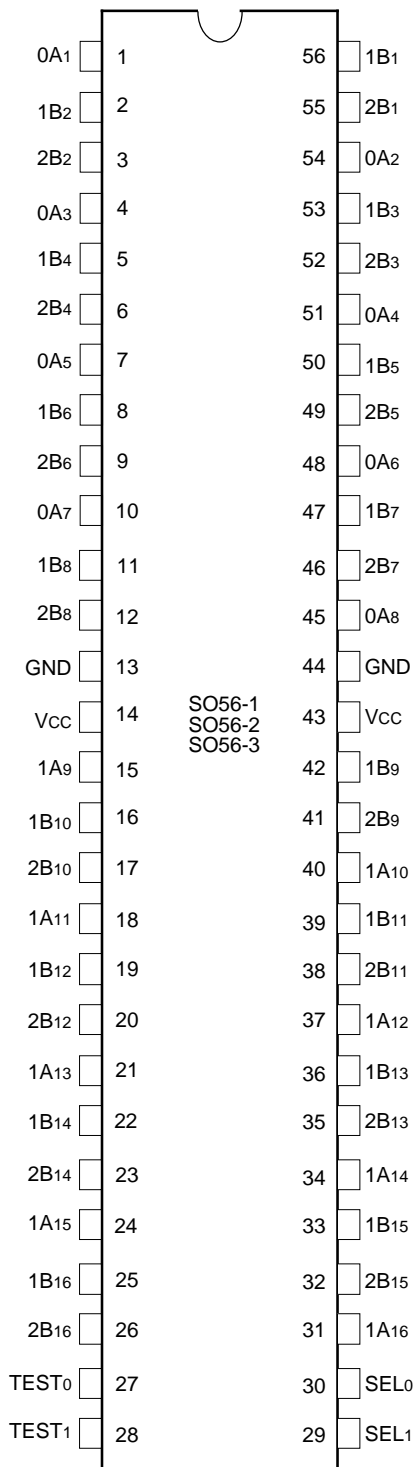 0A1 1 56 1B1
1B2 2 55 2B1
2B2 3 54 0A2
0A3 4 53 1B3
1B4 5 52 2B3
2B4 6 51 0A4
0A5 7 50 1B5
1B6 8 49 2B5
2B6 9 48 0A6
0A7 10 47 1B7
1B8 11 46 2B7
2B8 12 45 0A8
GND 13 44 GND
VCC 14 SO56-1 43 VCC
SO56-2
SO56-3
1A9 15 42 1B9
1B10 16 41 2B9
2B10 17 40 1A10
1A11 18 39 1B11
1B12 19 38 2B11
2B12 20 37 1A12
1A13 21 36 1B13
1B14 22 35 2B13
2B14 23 34 1A14
1A15 24 33 1B15
1B16 25 32 2B15
2B16 26 31 1A16
TEST0 27 30 SEL0
TEST1 28 29 SEL1